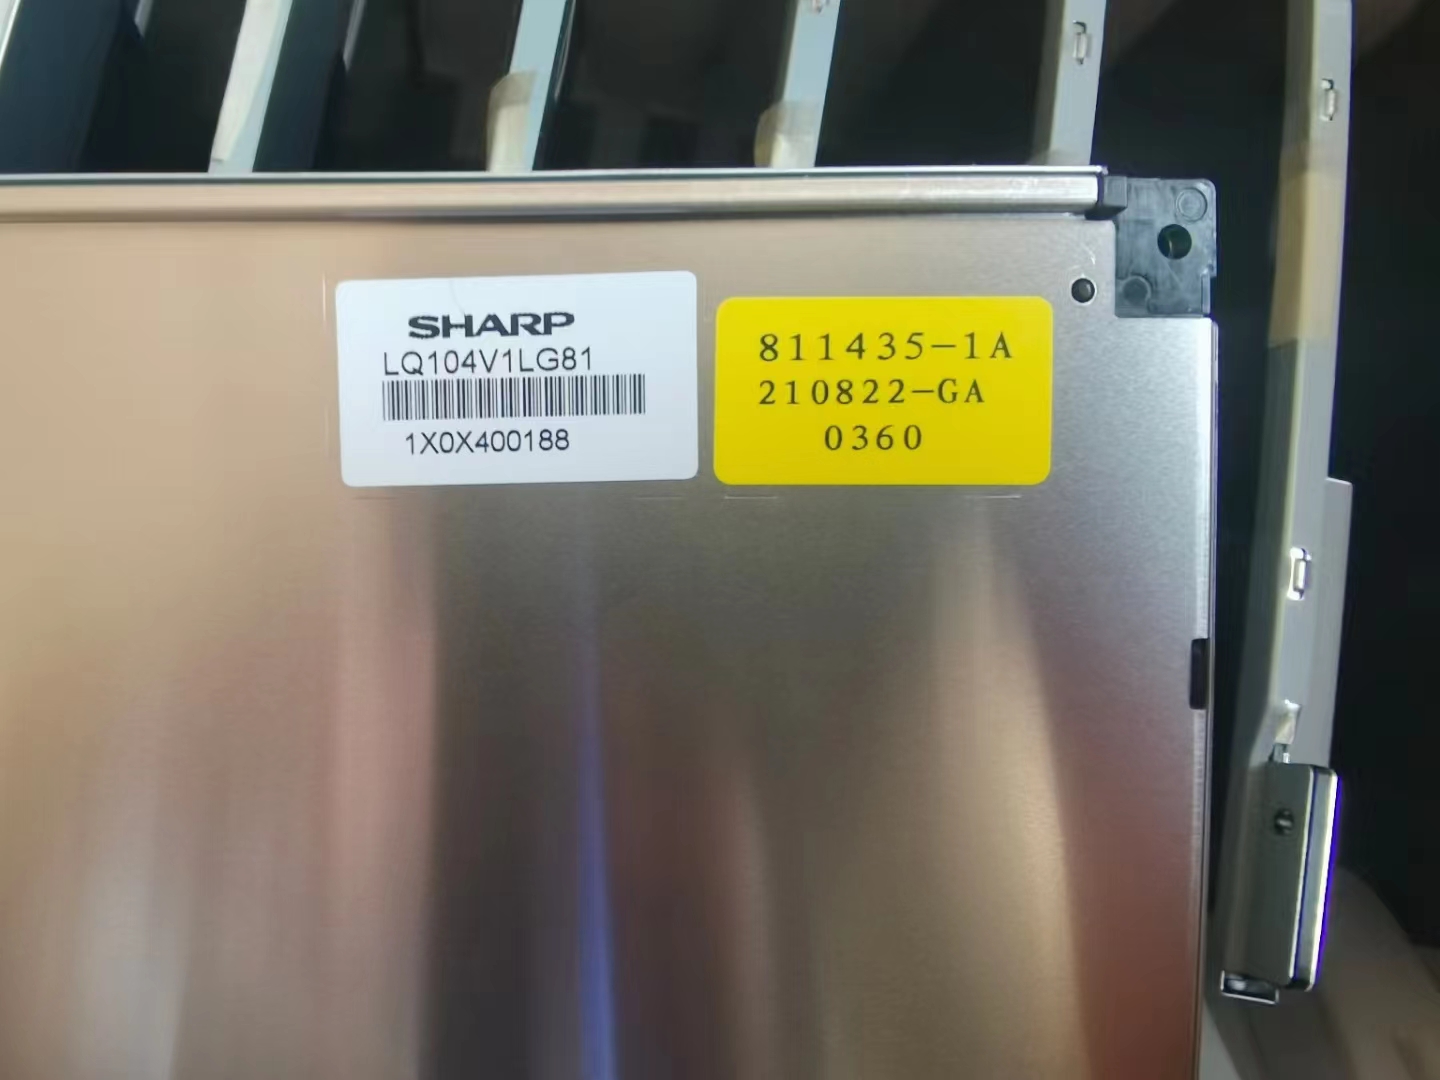 SHARP
LQ104V1LG81
1X0X400188
811435-1A
210822-GA
0360